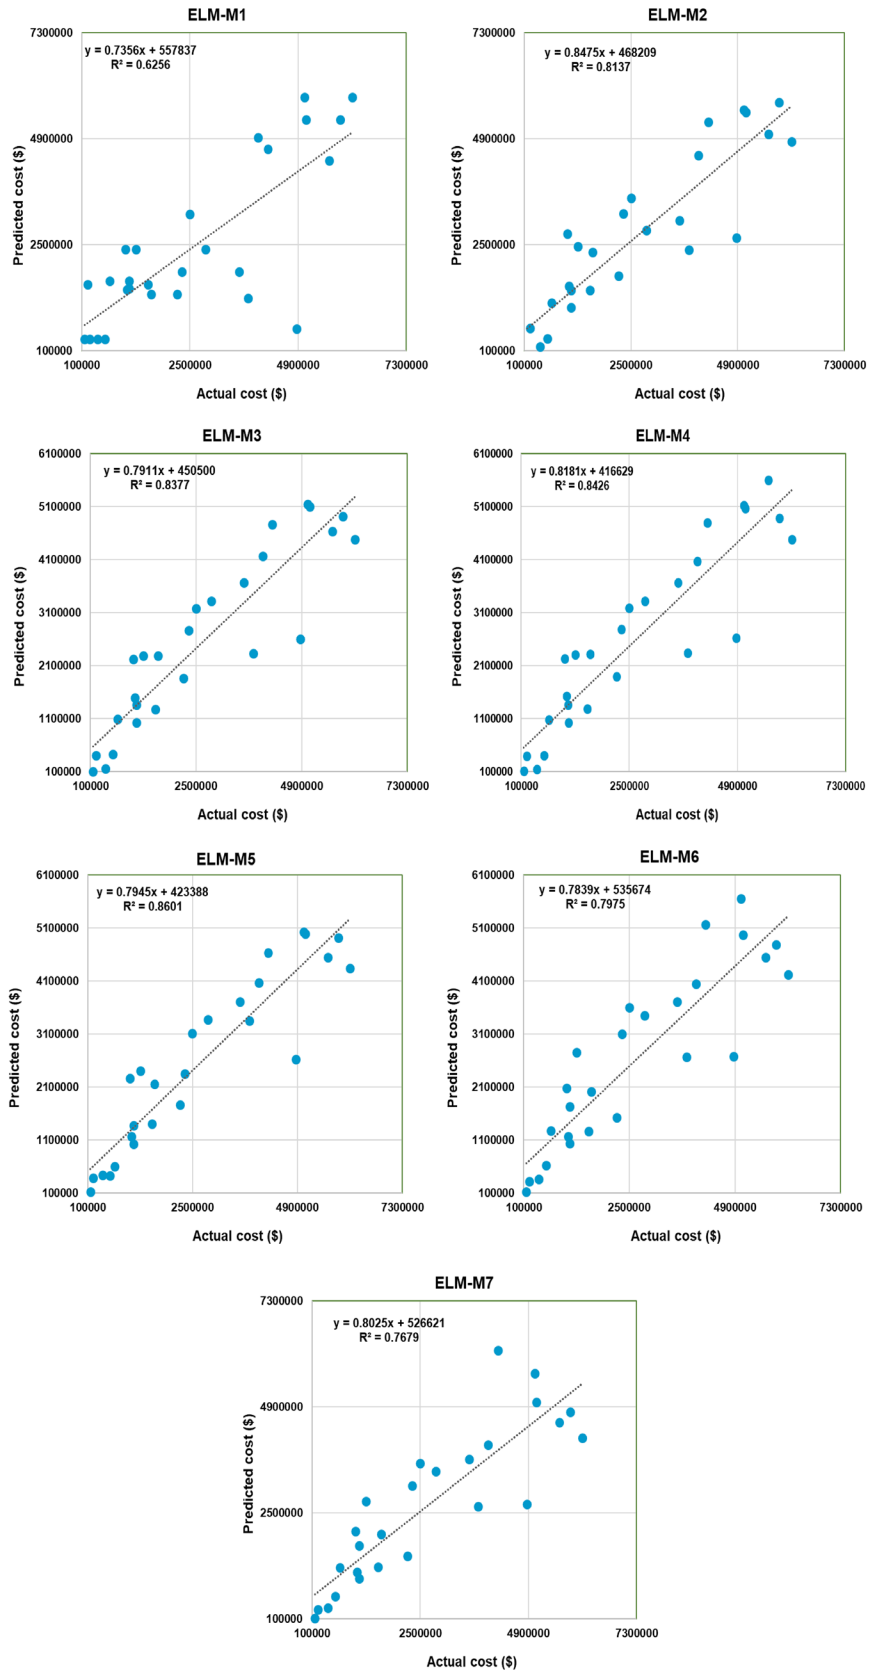 ELM-M1
y = 0.7356x + 557837
R² = 0.6256
7300000
4900000
2500000
100000
100000 2500000 4900000 7300000
Predicted cost ($)
Actual cost ($)
ELM-M2
y = 0.8475x + 468209
R² = 0.8137
7300000
4900000
2500000
100000
100000 2500000 4900000 7300000
Predicted cost ($)
Actual cost ($)
ELM-M3
y = 0.7911x + 450500
R² = 0.8377
6100000
5100000
4100000
3100000
2100000
1100000
100000
100000 2500000 4900000 7300000
Predicted cost ($)
Actual cost ($)
ELM-M4
y = 0.8181x + 416629
R² = 0.8426
6100000
5100000
4100000
3100000
2100000
1100000
100000
100000 2500000 4900000 7300000
Predicted cost ($)
Actual cost ($)
ELM-M5
y = 0.7945x + 423388
R² = 0.8601
6100000
5100000
4100000
3100000
2100000
1100000
100000
100000 2500000 4900000 7300000
Predicted cost ($)
Actual cost ($)
ELM-M6
y = 0.7839x + 535674
R² = 0.7975
6100000
5100000
4100000
3100000
2100000
1100000
100000
100000 2500000 4900000 7300000
Predicted cost ($)
Actual cost ($)
ELM-M7
y = 0.8025x + 526621
R² = 0.7679
7300000
4900000
2500000
100000
100000 2500000 4900000 7300000
Predicted cost ($)
Actual cost ($)